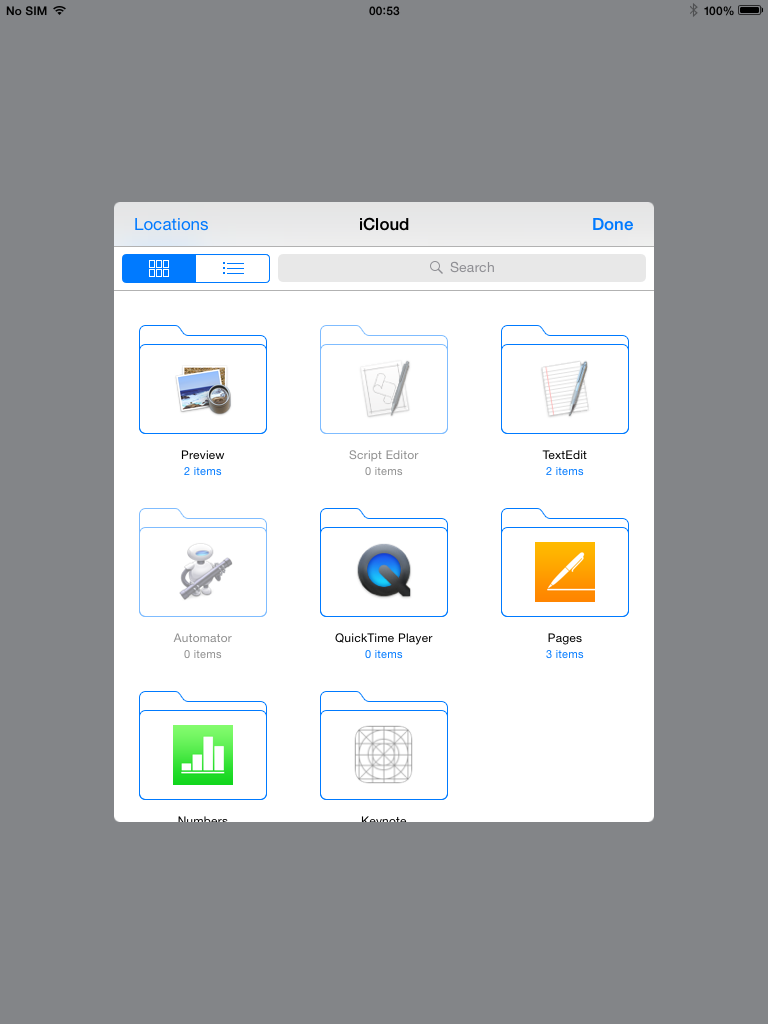 No SIM 00:53 100%
Locations iCloud Done
Search
Preview Script Editor TextEdit
2 items 0 items 2 items
Automator QuickTime Player Pages
0 items 0 items 3 items
Numbers Keynote